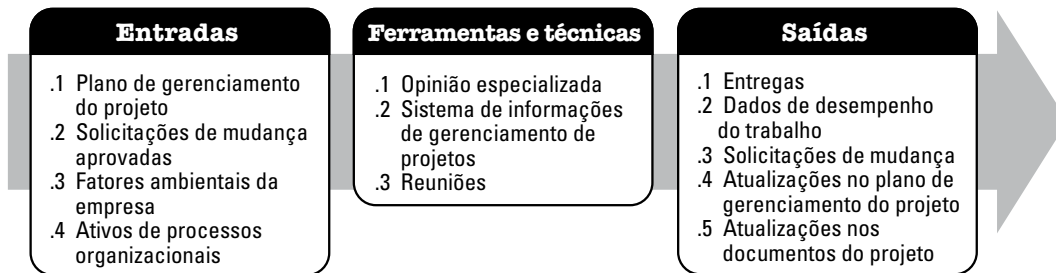 Entradas
.1 Plano de gerenciamento
do projeto
.2 Solicitações de mudança
aprovadas
.3 Fatores ambientais da
empresa
.4 Ativos de processos
organizacionais
Ferramentas e técnicas
.1 Opinião especializada
.2 Sistema de informações
de gerenciamento de
projetos
.3 Reuniões
Saídas
.1 Entregas
.2 Dados de desempenho
do trabalho
.3 Solicitações de mudança
.4 Atualizações no plano de
gerenciamento do projeto
.5 Atualizações nos
documentos do projeto